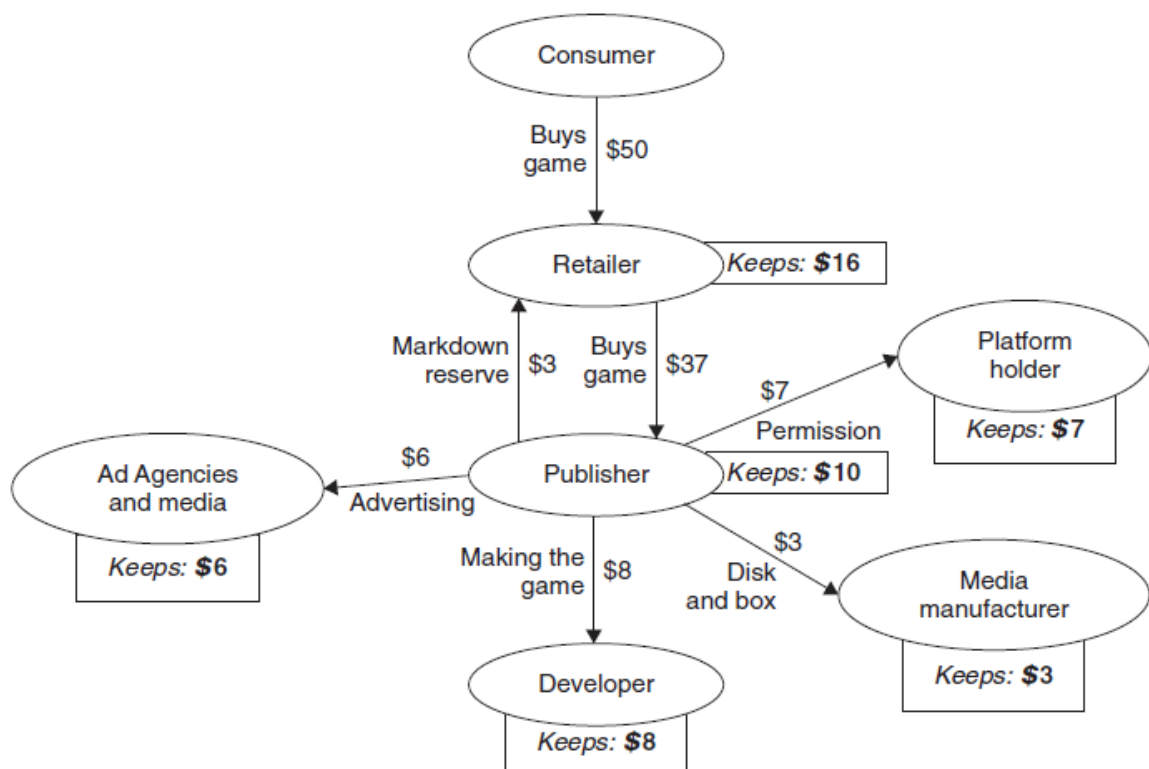 Consumer
Buys
game
$50
Retailer
Keeps: $16
Markdown
reserve
$3
Buys
game
$37
Platform
holder
Keeps: $7
$7
Permission
Publisher
Keeps: $10
Ad Agencies
and media
Keeps: $6
$6
Advertising
Making the
game
$8
$3
Disk
and box
Media
manufacturer
Keeps: $3
Developer
Keeps: $8